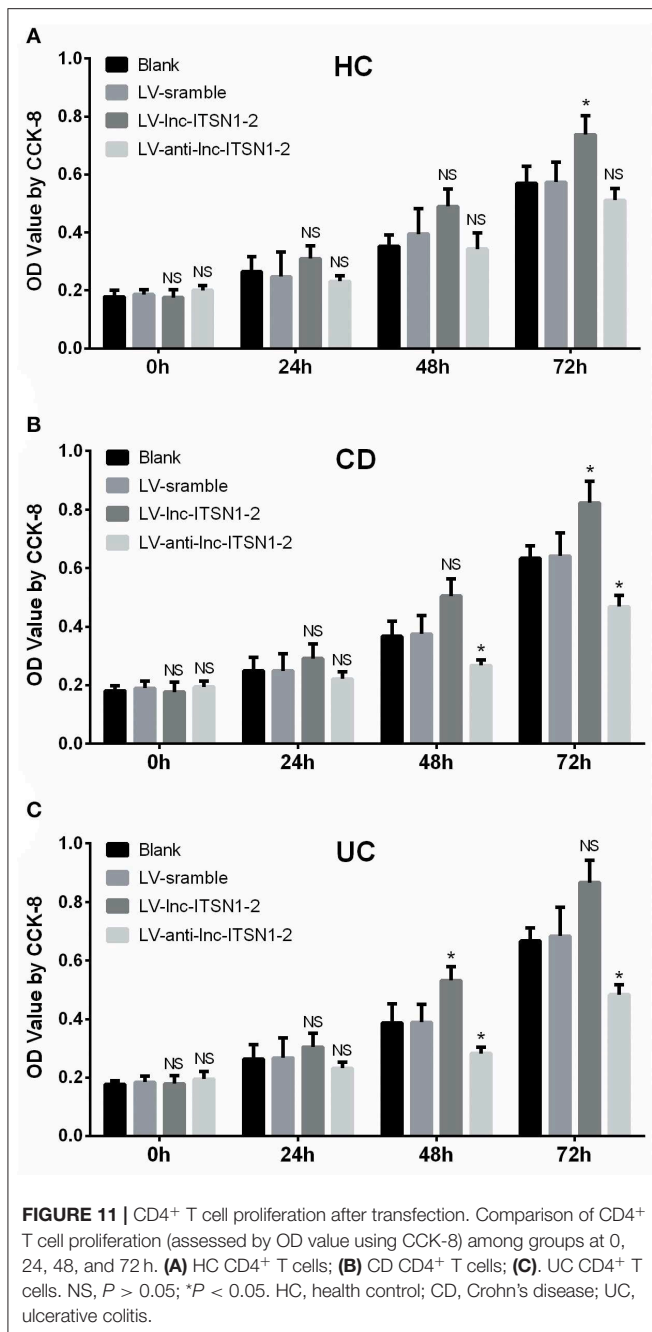 A
HC
Blank
LV-sramble
LV-lnc-ITSN1-2
LV-anti-lnc-ITSN1-2
OD Value by CCK-8
1.0
0.8
0.6
0.4
0.2
0.0
NS NS
NS NS
NS NS
* NS
0h 24h 48h 72h
B
CD
Blank
LV-sramble
LV-lnc-ITSN1-2
LV-anti-lnc-ITSN1-2
OD Value by CCK-8
1.0
0.8
0.6
0.4
0.2
0.0
NS NS
NS NS
NS *
* *
0h 24h 48h 72h
C
UC
Blank
LV-sramble
LV-lnc-ITSN1-2
LV-anti-lnc-ITSN1-2
OD Value by CCK-8
1.0
0.8
0.6
0.4
0.2
0.0
NS NS
NS NS
* *
NS *
0h 24h 48h 72h
FIGURE 11 | CD4+ T cell proliferation after transfection. Comparison of CD4+
T cell proliferation (assessed by OD value using CCK-8) among groups at 0,
24, 48, and 72 h. (A) HC CD4+ T cells; (B) CD CD4+ T cells; (C). UC CD4+ T
cells. NS, P > 0.05; *P < 0.05. HC, health control; CD, Crohn's disease; UC,
ulcerative colitis.